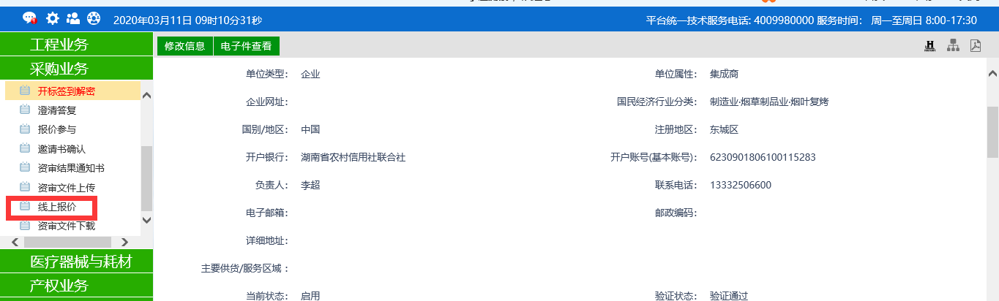 2020年03月11日 09时10分31秒
平台统一技术服务电话: 4009980000 服务时间： 周一至周日 8:00-17:30
工程业务
采购业务
开标签到解密
澄清答复
报价参与
邀请书确认
资审结果通知书
资审文件上传
线上报价
资审文件下载
医疗器械与耗材
产权业务
修改信息 电子件查看
H
单位类型： 企业 单位属性： 集成商
企业网址： 国民经济行业分类： 制造业·烟草制品业·烟叶复烤
国别/地区： 中国 注册地区： 东城区
开户银行： 湖南省农村信用社联合社 开户账号(基本账号)： 6230901806100115283
负责人： 李超 联系电话： 13332506600
电子邮箱： 邮政编码：
详细地址：
主要供货/服务区域 ：
当前状态： 启用 验证状态： 验证通过